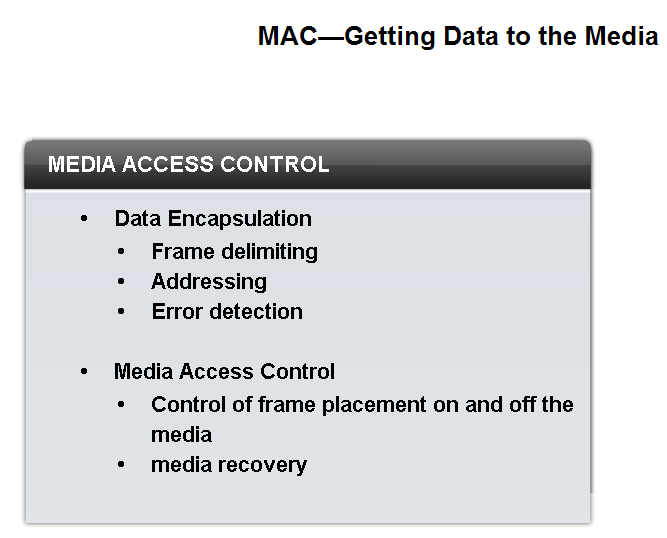 MAC—Getting Data to the Media
MEDIA ACCESS CONTROL
• Data Encapsulation
• Frame delimiting
• Addressing
• Error detection
• Media Access Control
• Control of frame placement on and off the
media
• media recovery